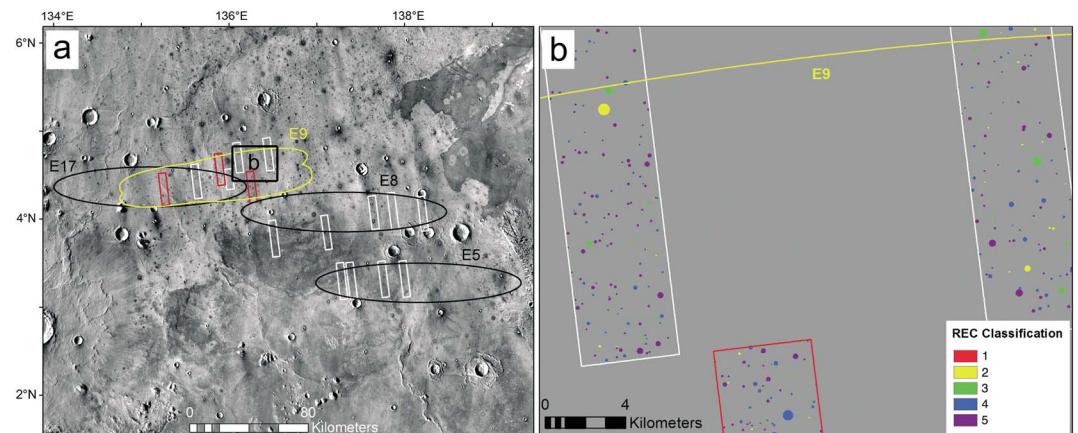 134°E
136°E
138°E
6°N
4°N
2°N
a
E17
E9
b
E8
E5
0
80
Kilometers
b
E9
REC Classification
1
2
3
4
5
0
4
Kilometers